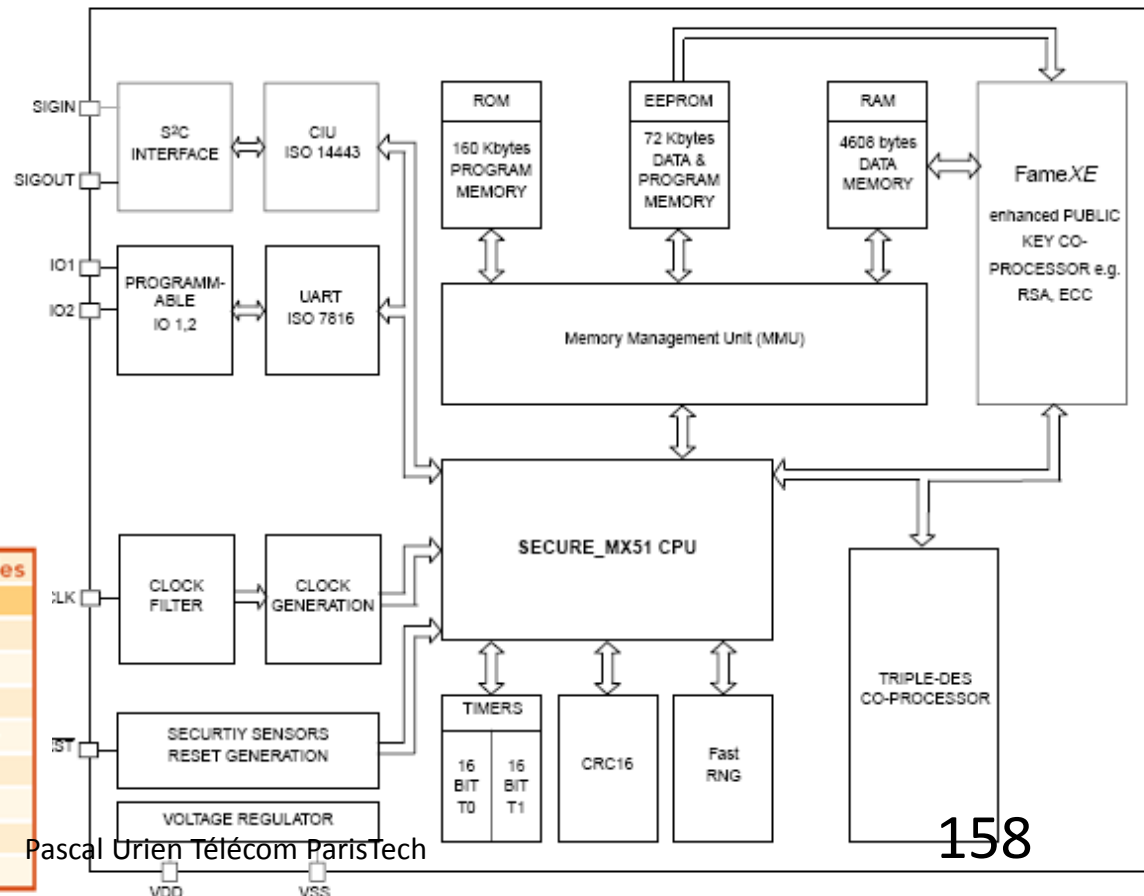 SIGIN
SIGOUT
S²C
INTERFACE
CIU
ISO 14443
IO1
IO2
PROGRAMM-
ABLE
IO 1,2
UART
ISO 7816
ROM
160 Kbytes
PROGRAM
MEMORY
EEPROM
72 Kbytes
DATA &
PROGRAM
MEMORY
RAM
4608 bytes
DATA
MEMORY
FameXE
enhanced PUBLIC
KEY CO-
PROCESSOR e.g.
RSA, ECC
Memory Management Unit (MMU)
SECURE_MX51 CPU
es
CLK
CLOCK
FILTER
CLOCK
GENERATION
SECURTIY SENSORS
RESET GENERATION
VOLTAGE REGULATOR
TIMERS
16
BIT
T0
16
BIT
T1
CRC16
Fast
RNG
TRIPLE-DES
CO-PROCESSOR
Pascal Urien Télécom ParisTech
158
VDD
VSS